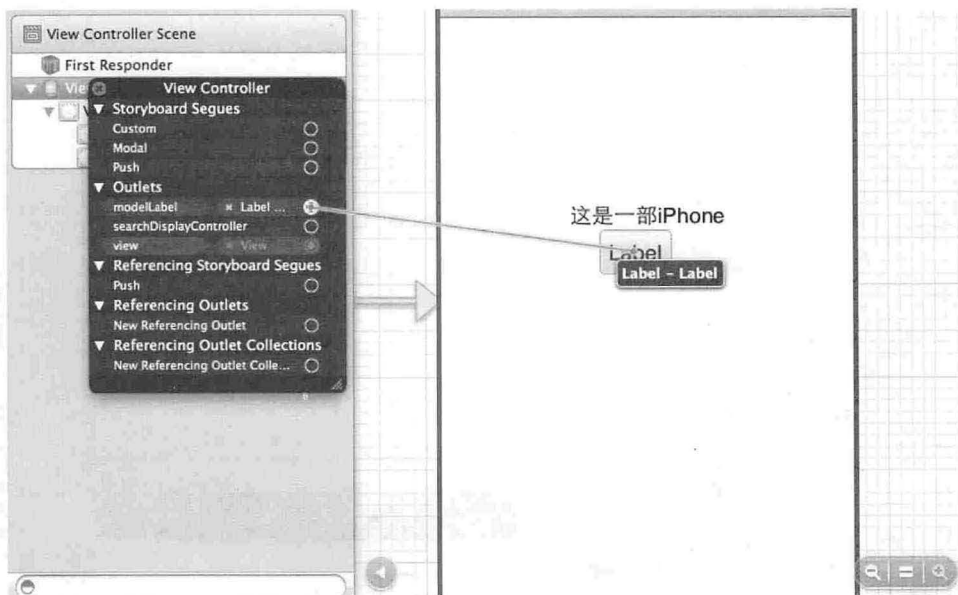 View Controller Scene
First Responder
View Controller
Storyboard Segues
Custom
Modal
Push
Outlets
modelLabel × Label ...
searchDisplayController
view × View
Referencing Storyboard Segues
Push
Referencing Outlets
New Referencing Outlet
Referencing Outlet Collections
New Referencing Outlet Colle...
这是一部iPhone
Label
Label – Label